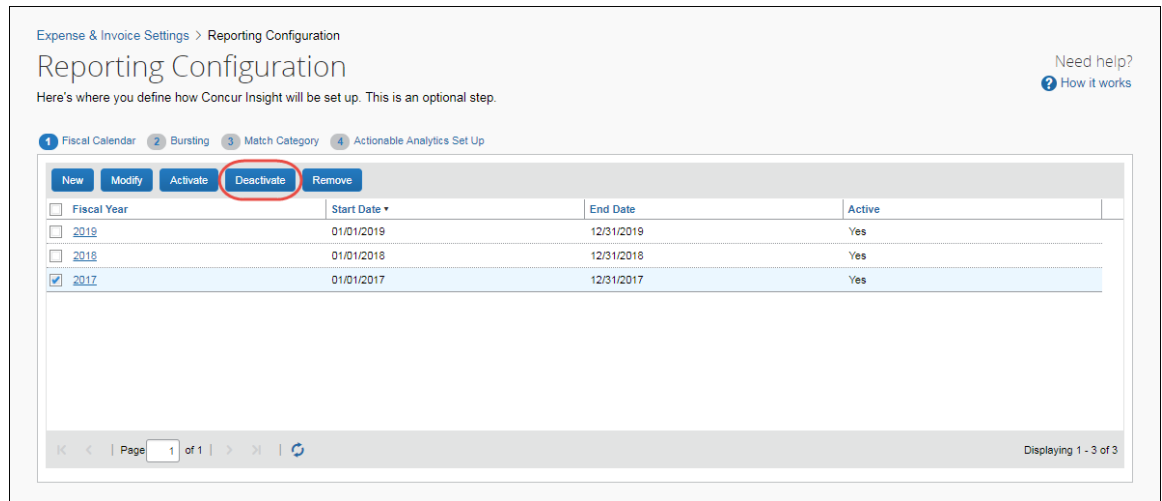 Expense & Invoice Settings > Reporting Configuration
Reporting Configuration
Need help?
? How it works
Here's where you define how Concur Insight will be set up. This is an optional step.
1 Fiscal Calendar 2 Bursting 3 Match Category 4 Actionable Analytics Set Up
New Modify Activate Deactivate Remove
Fiscal Year Start Date End Date Active
2019 01/01/2019 12/31/2019 Yes
2018 01/01/2018 12/31/2018 Yes
2017 01/01/2017 12/31/2017 Yes
Page 1 of 1 Displaying 1 - 3 of 3